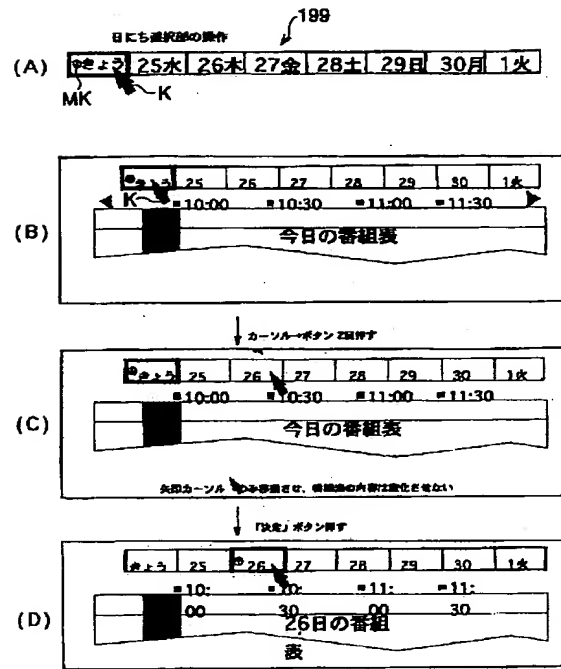 199
日にち選択部の操作
(A) きょう 25水 26木 27金 28土 29日 30月 1火
MK K
(B) きょう 25 26 27 28 29 30 1火
K 10:00 10:30 11:00 11:30
今日の番組表
カーソル→ボタン2回押す
(C) きょう 25 26 27 28 29 30 1火
10:00 10:30 11:00 11:30
今日の番組表
矢印カーソル のみ移動させ、番組表の内容は変化させない
「決定」ボタン押す
(D) きょう 25 26 27 28 29 30 1火
10: 10: 11: 11:
00 30 00 30
26日の番組
表